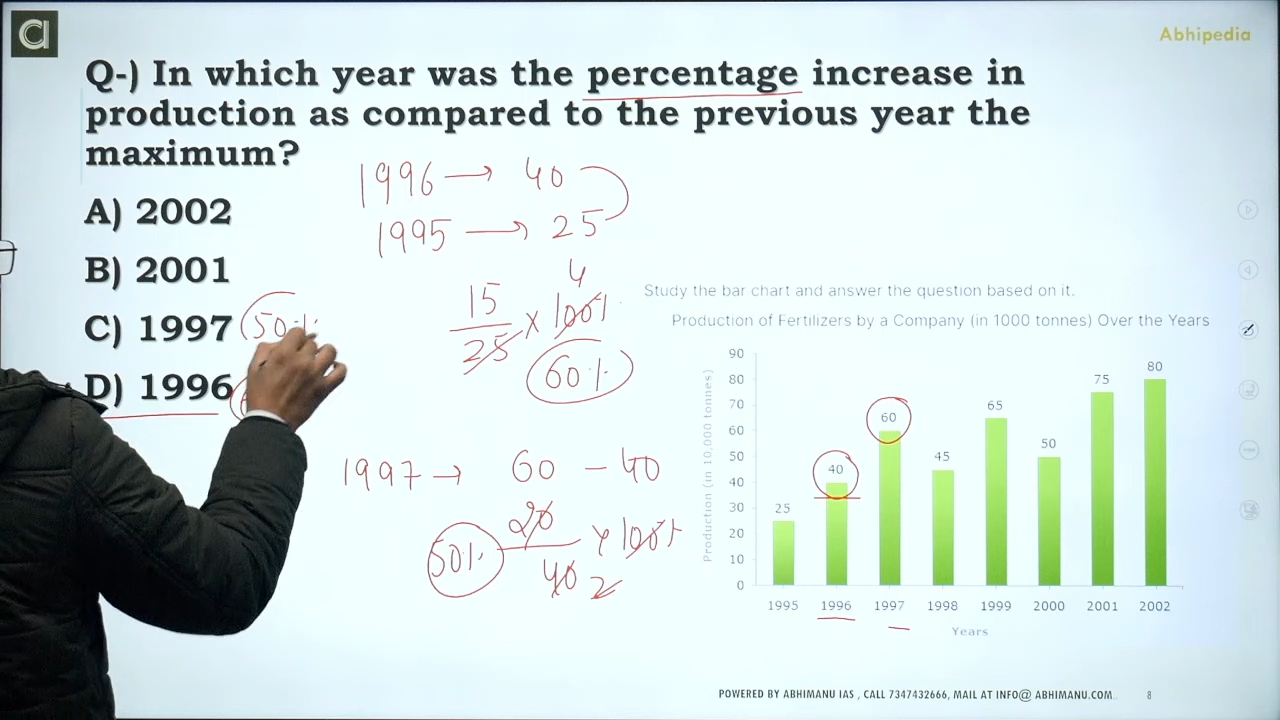 Abhipedia
Q-) In which year was the percentage increase in
production as compared to the previous year the
maximum?
1996 → 40
1995 → 25
A) 2002
B) 2001
C) 1997 (50%
D) 1996
15
25 × 100%
4
60%
1997 → 60 - 40
20
40 × 100%
2
50%
Study the bar chart and answer the question based on it.
Production of Fertilizers by a Company (in 1000 tonnes) Over the Years
Production (in 10,000 tonnes)
90
80
70
60
50
40
30
20
10
0
25
40
60
45
65
50
75
80
1995 1996 1997 1998 1999 2000 2001 2002
Years
POWERED BY ABHIMANU IAS , CALL 7347432666, MAIL AT INFO@ ABHIMANU.COM
8